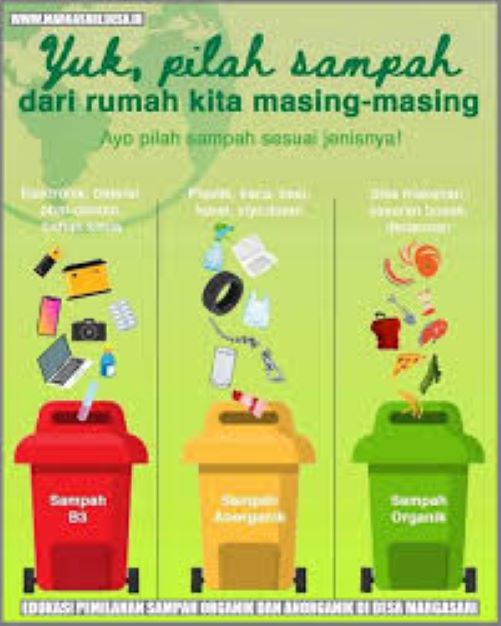 WWW.MARGASARI.DESA.ID
Yuk, pilah sampah
dari rumah kita masing-masing
Ayo pilah sampah sesuai jenisnya!
Elektronik, baterai
obat-obatan
bahan kimia
Plastik, kaca, besi,
karet, styrofoam
Sisa makanan,
sayuran busuk,
dedaunan
Sampah
B3
Sampah
Anorganik
Sampah
Organik
EDUKASI PEMILAHAN SAMPAH ORGANIK DAN ANORGANIK DI DESA MARGASARI